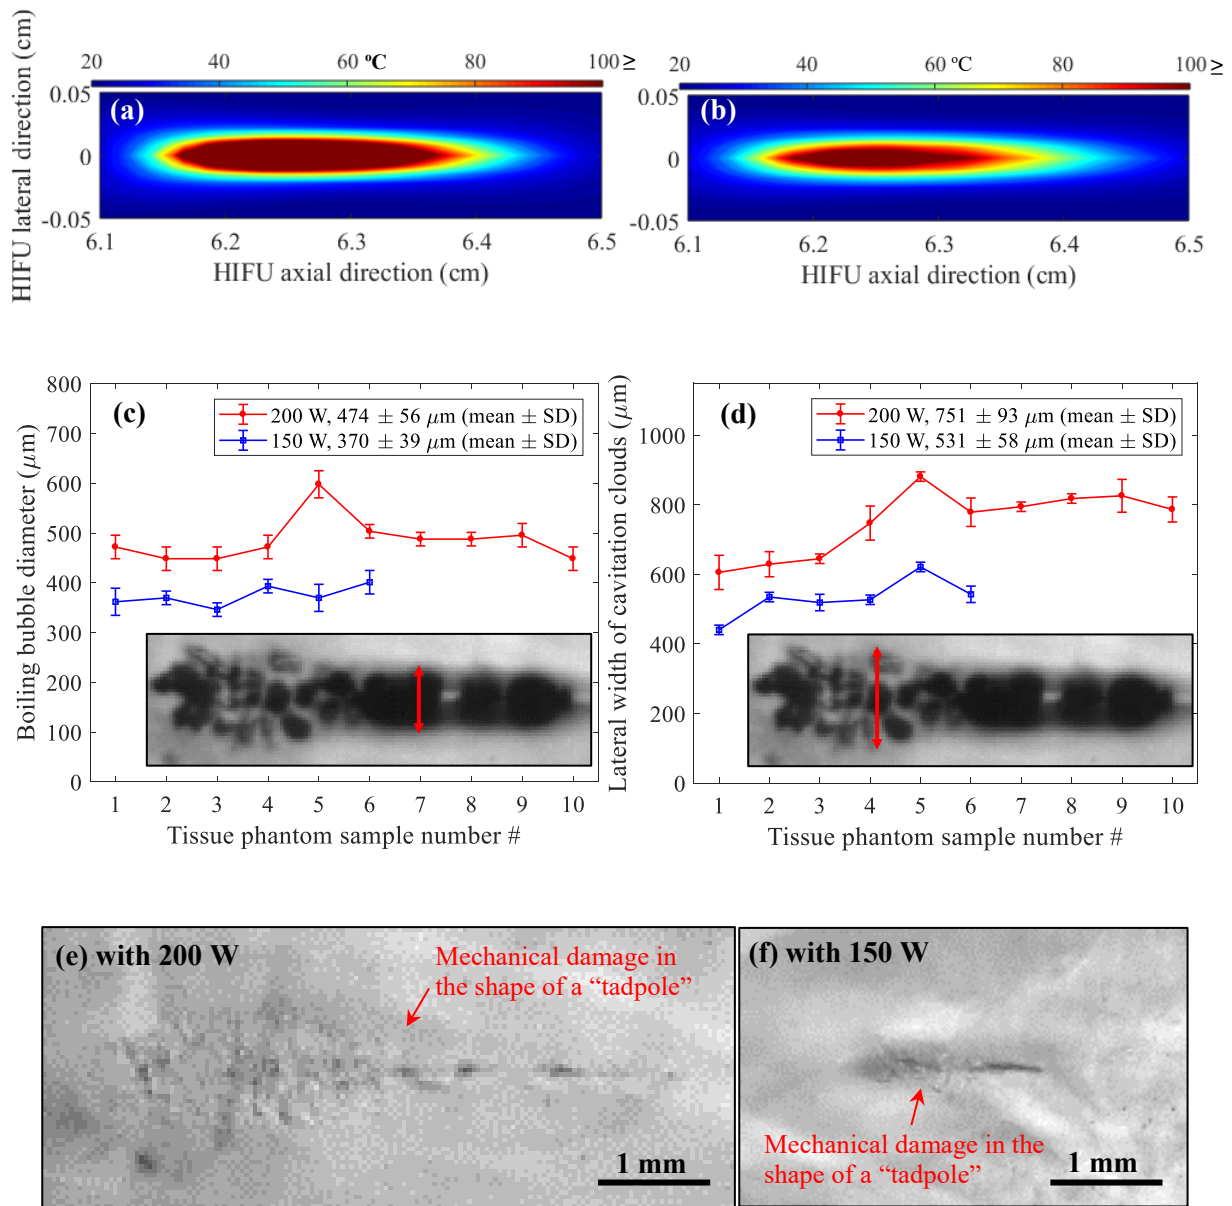 20 40 60 ºC 80 100 ≥
HIFU lateral direction (cm)
0.05
0
-0.05
(a)
6.1 6.2 6.3 6.4 6.5
HIFU axial direction (cm)
20 40 60 ºC 80 100 ≥
0.05
0
-0.05
(b)
6.1 6.2 6.3 6.4 6.5
HIFU axial direction (cm)
Boiling bubble diameter (μm)
800
700
600
500
400
300
200
100
0
(c)
200 W, 474 ± 56 μm (mean ± SD)
150 W, 370 ± 39 μm (mean ± SD)
1 2 3 4 5 6 7 8 9 10
Tissue phantom sample number #
Lateral width of cavitation clouds (μm)
1000
800
600
400
200
0
(d)
200 W, 751 ± 93 μm (mean ± SD)
150 W, 531 ± 58 μm (mean ± SD)
1 2 3 4 5 6 7 8 9 10
Tissue phantom sample number #
(e) with 200 W
Mechanical damage in
the shape of a “tadpole”
1 mm
(f) with 150 W
Mechanical damage in the
shape of a “tadpole”
1 mm